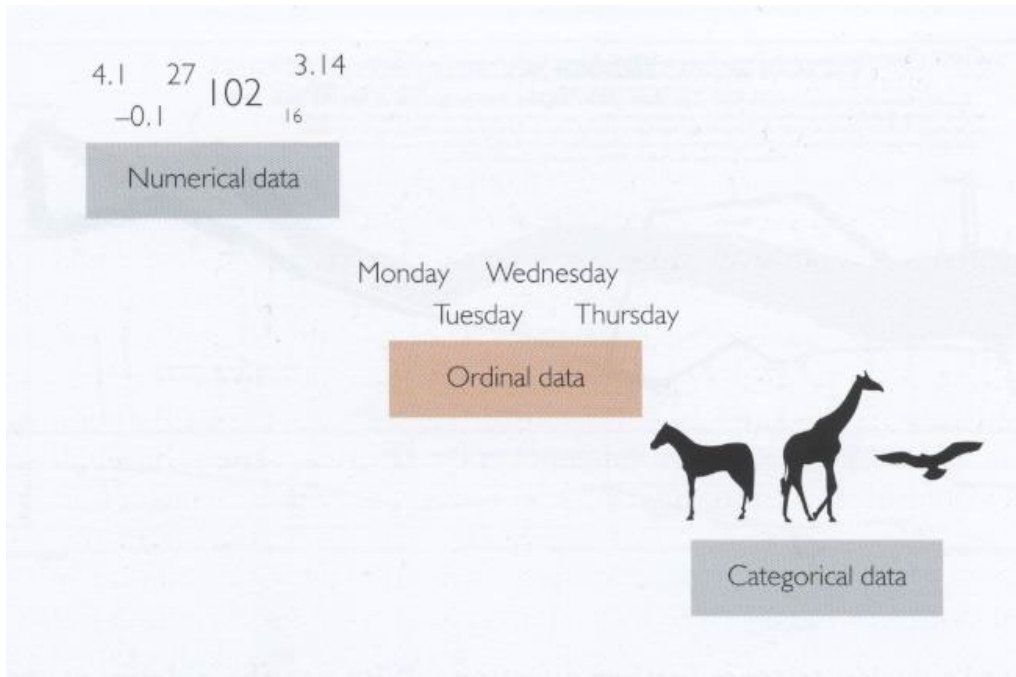 4.1 27 102 3.14
–0.1 16
Numerical data
Monday Wednesday
Tuesday Thursday
Ordinal data
Categorical data